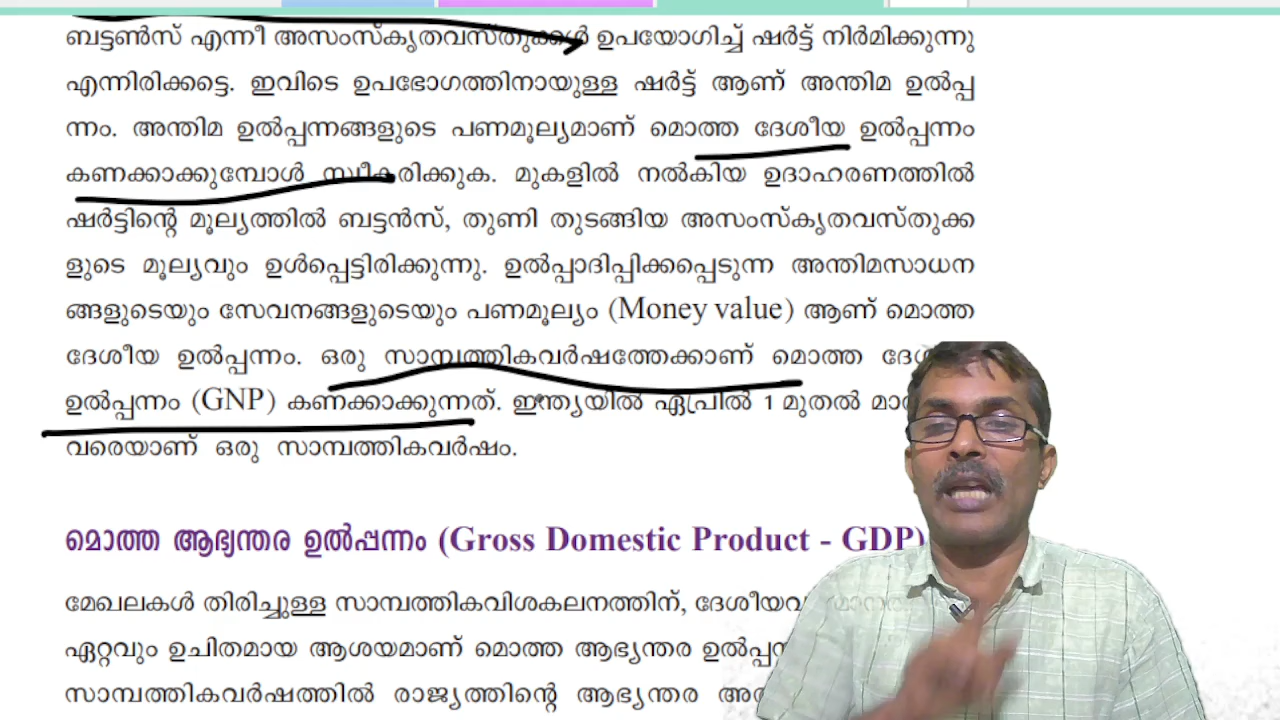 ബട്ടൺസ് എന്നീ അസംസ്കൃതവസ്തുക്കൾ ഉപയോഗിച്ച് ഷർട്ട് നിർമിക്കുന്നു
എന്നിരിക്കട്ടെ. ഇവിടെ ഉപഭോഗത്തിനായുള്ള ഷർട്ട് ആണ് അന്തിമ ഉൽപ്പ
ന്നം. അന്തിമ ഉൽപ്പന്നങ്ങളുടെ പണമൂല്യമാണ് മൊത്ത ദേശീയ ഉൽപ്പന്നം
കണക്കാക്കുമ്പോൾ സ്വീകരിക്കുക. മുകളിൽ നൽകിയ ഉദാഹരണത്തിൽ
ഷർട്ടിന്റെ മൂല്യത്തിൽ ബട്ടൻസ്, തുണി തുടങ്ങിയ അസംസ്കൃതവസ്തുക്ക
ളുടെ മൂല്യവും ഉൾപ്പെട്ടിരിക്കുന്നു. ഉൽപ്പാദിപ്പിക്കപ്പെടുന്ന അന്തിമസാധന
ങ്ങളുടെയും സേവനങ്ങളുടെയും പണമൂല്യം (Money value) ആണ് മൊത്ത
ദേശീയ ഉൽപ്പന്നം. ഒരു സാമ്പത്തികവർഷത്തേക്കാണ് മൊത്ത
ഉൽപ്പന്നം (GNP) കണക്കാക്കുന്നത്. ഇന്ത്യയിൽ ഏപ്രിൽ 1 മുതൽ
വരെയാണ് ഒരു സാമ്പത്തികവർഷം.
മൊത്ത ആഭ്യന്തര ഉൽപ്പന്നം (Gross Domestic Product - GDP)
മേഖലകൾ തിരിച്ചുള്ള സാമ്പത്തികവിശകലനത്തിന്,
ഏറ്റവും ഉചിതമായ ആശയമാണ് മൊത്ത ആഭ്യന്തര
സാമ്പത്തികവർഷത്തിൽ രാജ്യത്തിന്റെ ആഭ്യന്തര